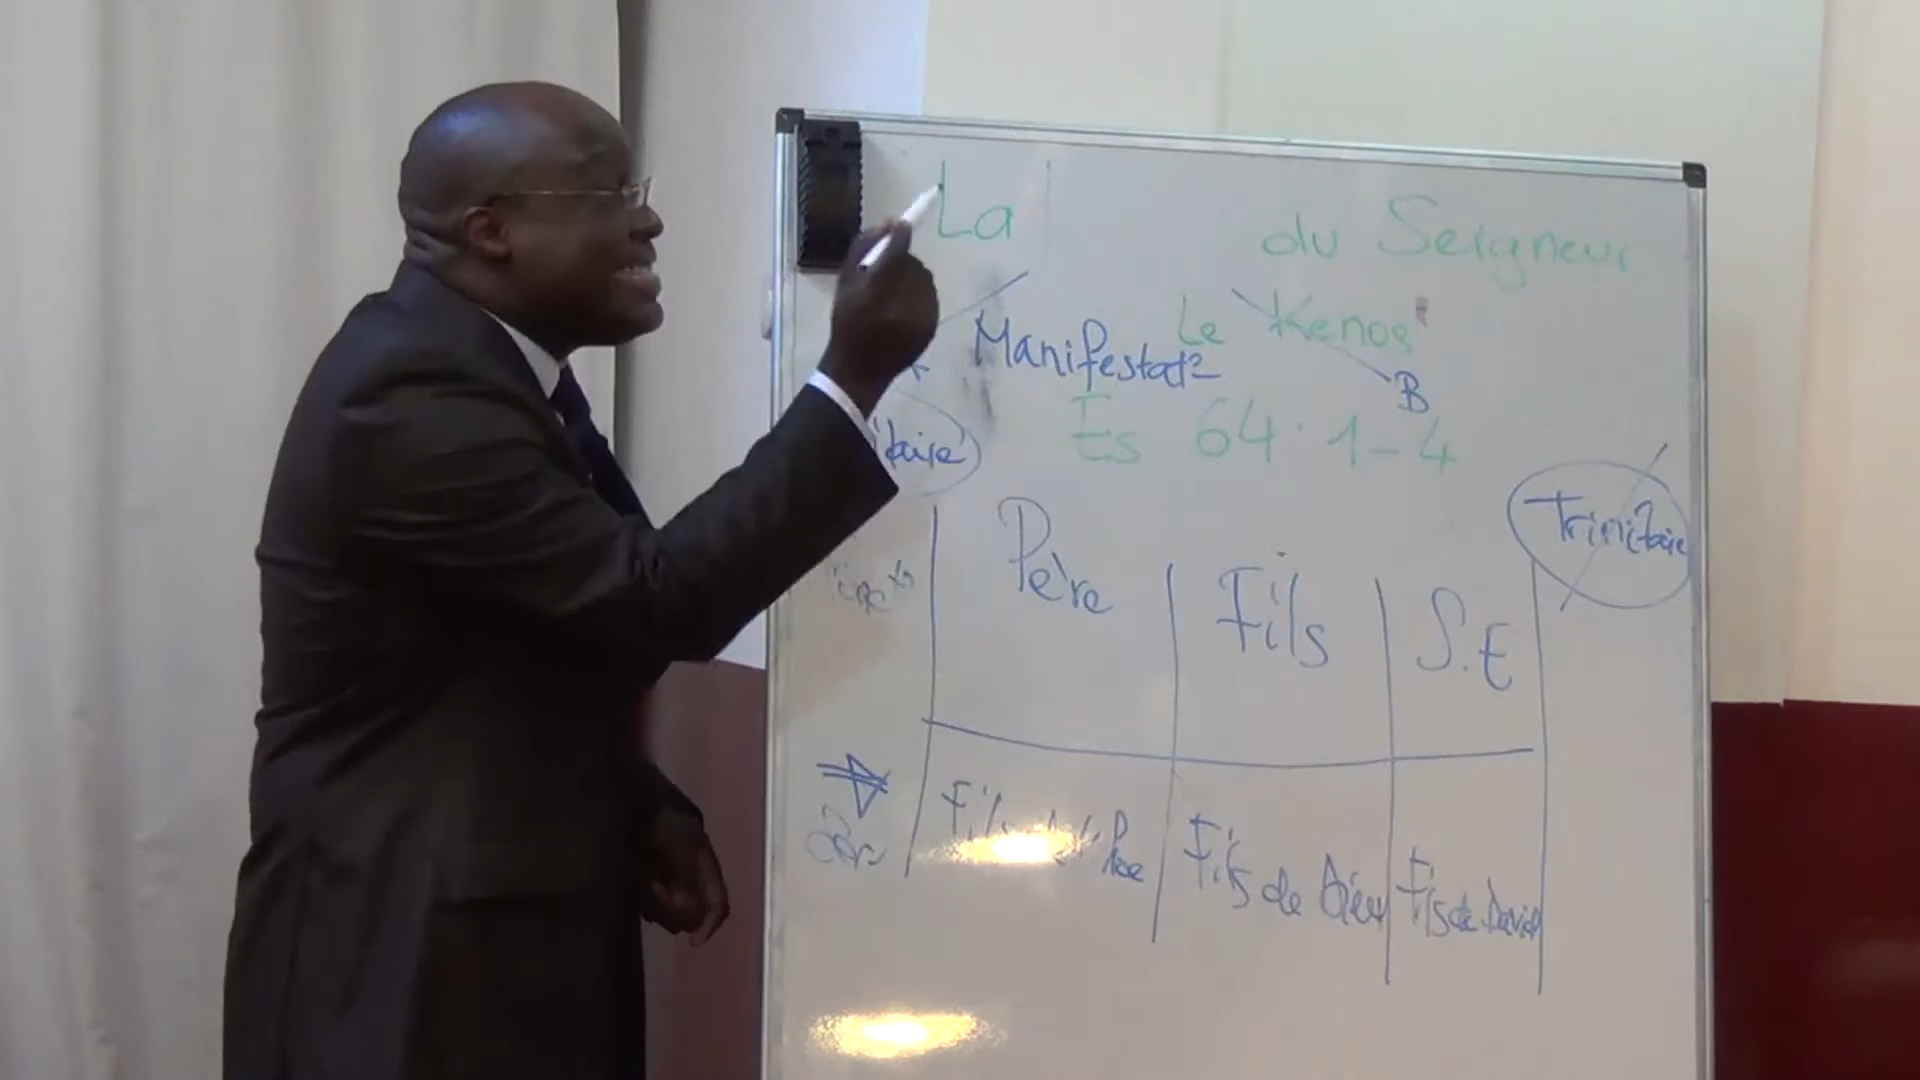 La du Seigneur
Le Kenos
Manifestat°
B
Es 64 . 1-4
Trinitaire
Père Fils S.E
Fils de Dieu Fils de David